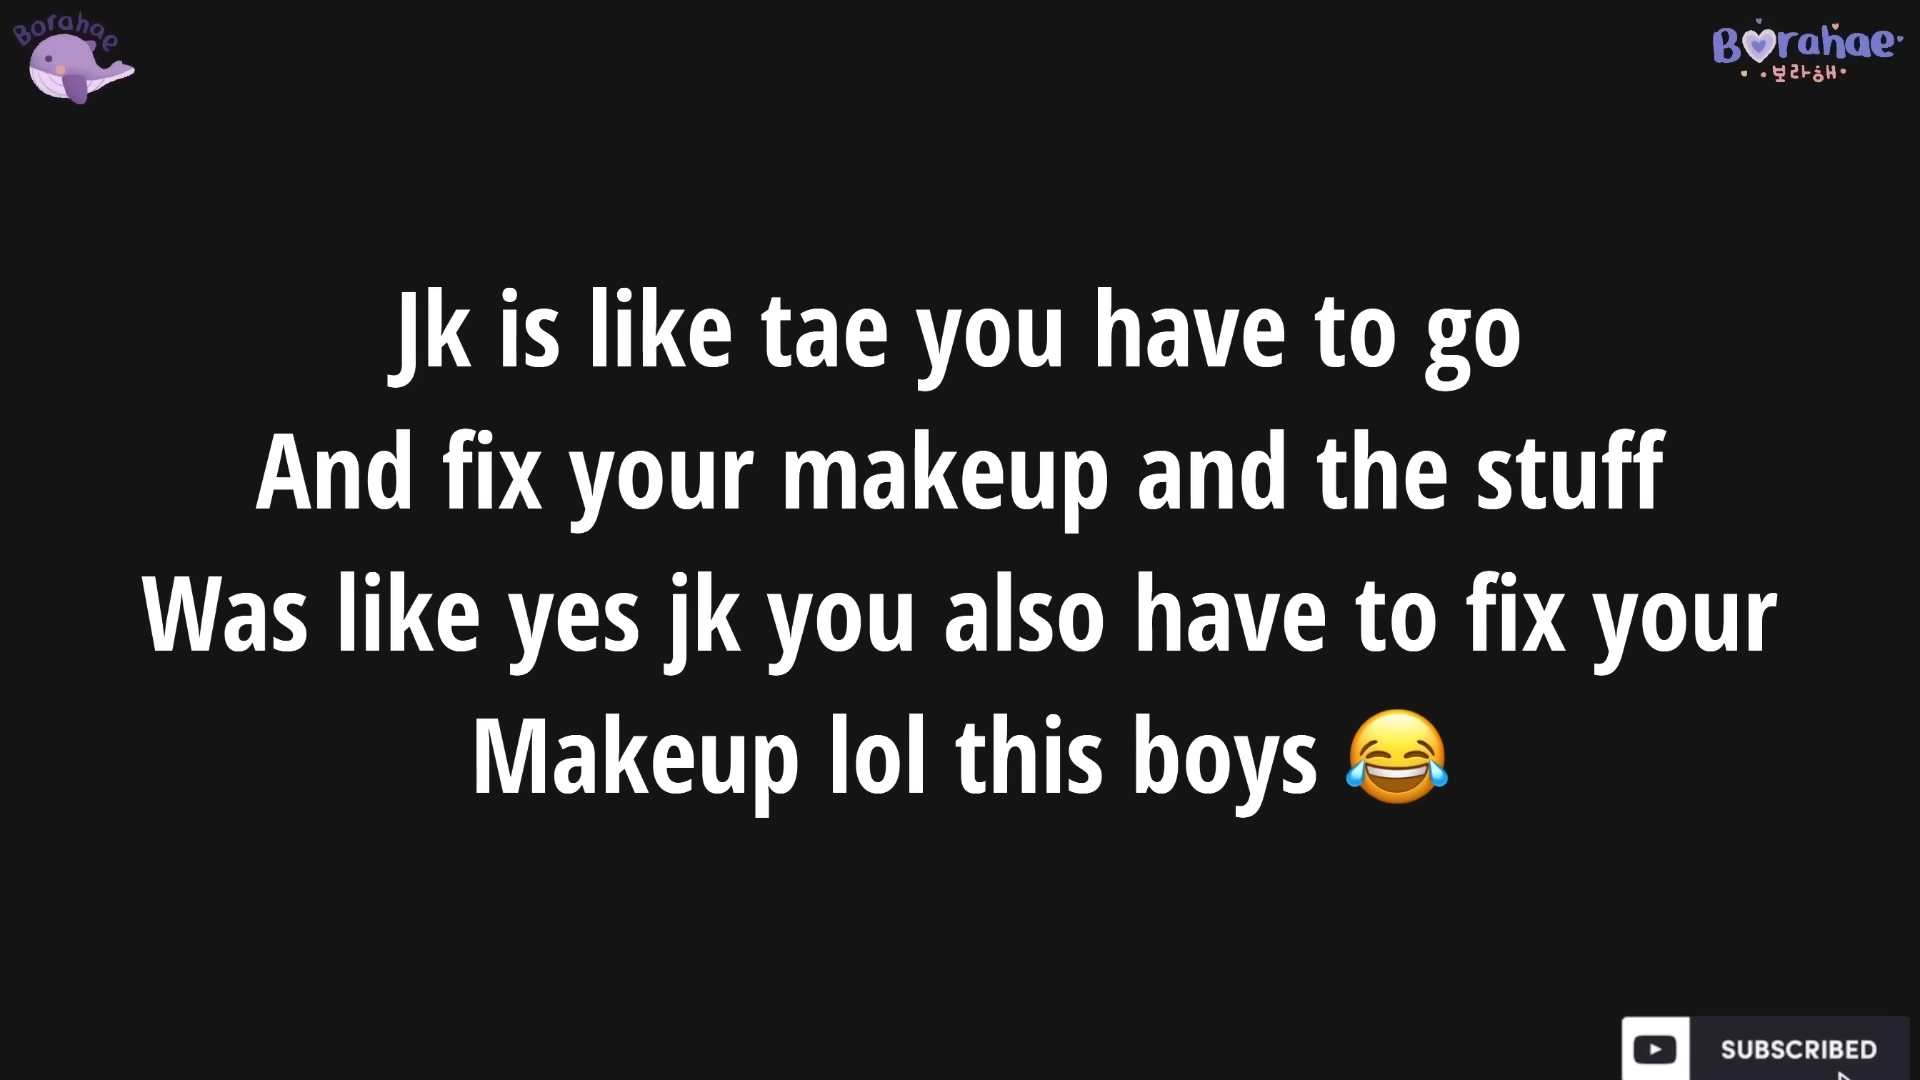 Borahae
Borahae
보라해
Jk is like tae you have to go
And fix your makeup and the stuff
Was like yes jk you also have to fix your
Makeup lol this boys 😂
SUBSCRIBED